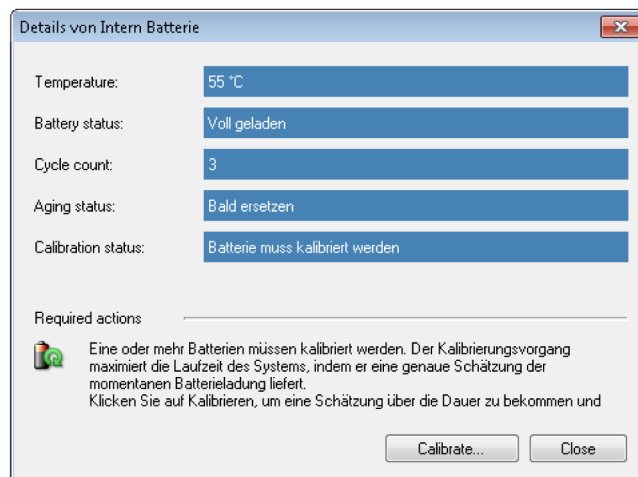 Details von Intern Batterie
Temperature: 55 °C
Battery status: Voll geladen
Cycle count: 3
Aging status: Bald ersetzen
Calibration status: Batterie muss kalibriert werden
Required actions
Eine oder mehr Batterien müssen kalibriert werden. Der Kalibrierungsvorgang
maximiert die Laufzeit des Systems, indem er eine genaue Schätzung der
momentanen Batterieladung liefert.
Klicken Sie auf Kalibrieren, um eine Schätzung über die Dauer zu bekommen und
Calibrate... Close